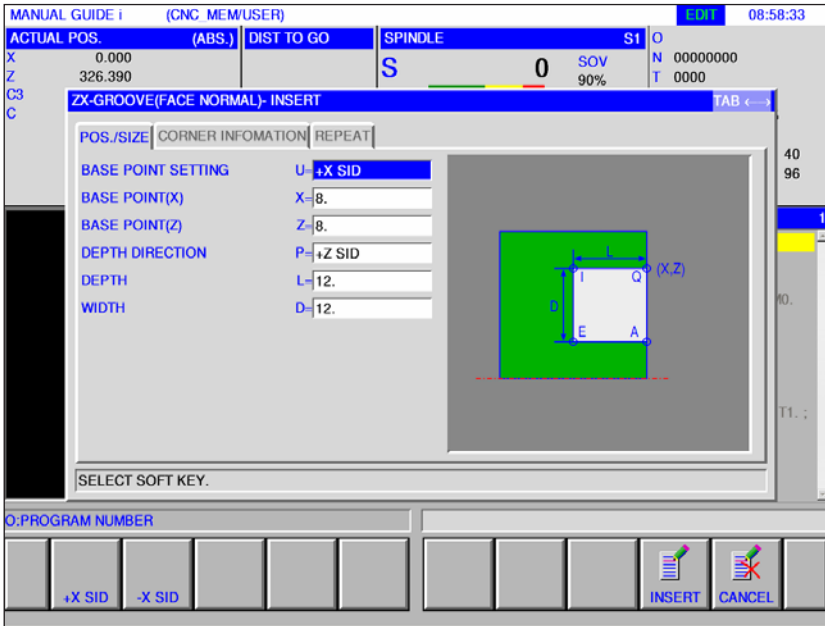 MANUAL GUIDE i (CNC_MEM/USER) EDIT 08:58:33
ACTUAL POS. (ABS.) DIST TO GO SPINDLE S1 O
X 0.000 S 0 SOV 90% N 00000000
Z 326.390 T 0000
C3
C
ZX-GROOVE(FACE NORMAL)- INSERT TAB ←→
POS./SIZE CORNER INFOMATION REPEAT
BASE POINT SETTING U= +X SID
BASE POINT(X) X= 8.
BASE POINT(Z) Z= 8.
DEPTH DIRECTION P= +Z SID
DEPTH L= 12.
WIDTH D= 12.
L
I Q (X,Z)
D
E A
40
96
1
M0.
T1. ;
SELECT SOFT KEY.
O:PROGRAM NUMBER
+X SID -X SID INSERT CANCEL